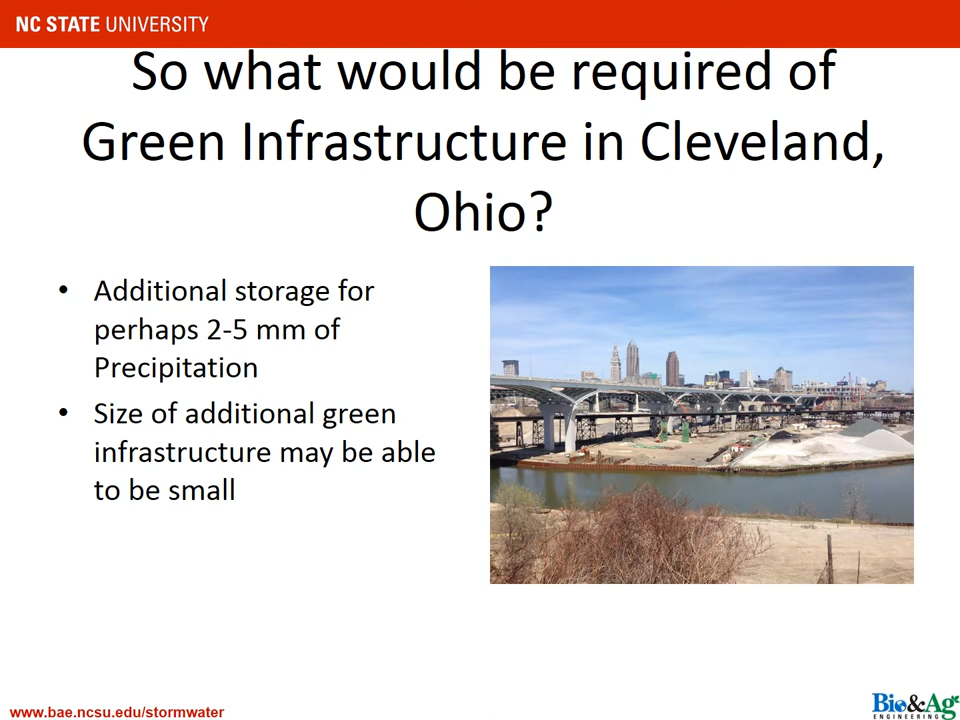 NC STATE UNIVERSITY
So what would be required of
Green Infrastructure in Cleveland,
Ohio?
• Additional storage for
perhaps 2-5 mm of
Precipitation
• Size of additional green
infrastructure may be able
to be small
www.bae.ncsu.edu/stormwater
Bio&Ag
ENGINEERING